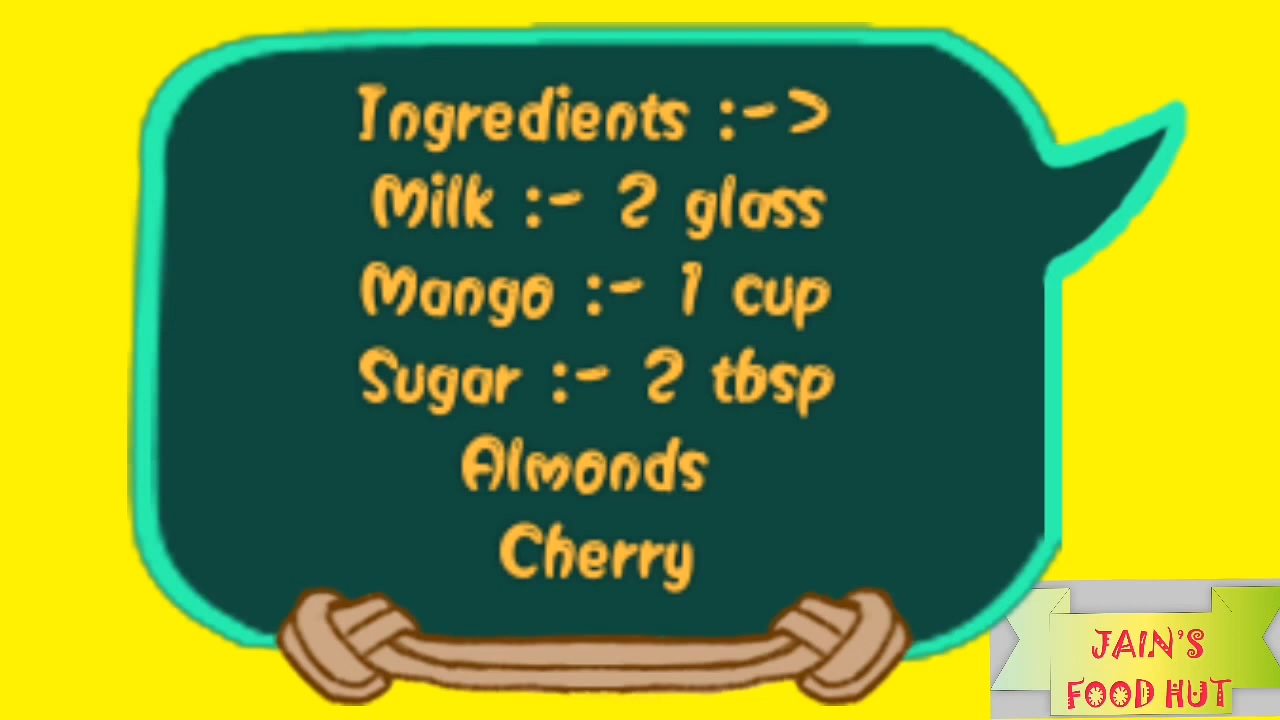 Ingredients :->
Milk :- 2 glass
Mango :- 1 cup
Sugar :- 2 tbsp
Almonds
Cherry
JAIN'S
FOOD HUT